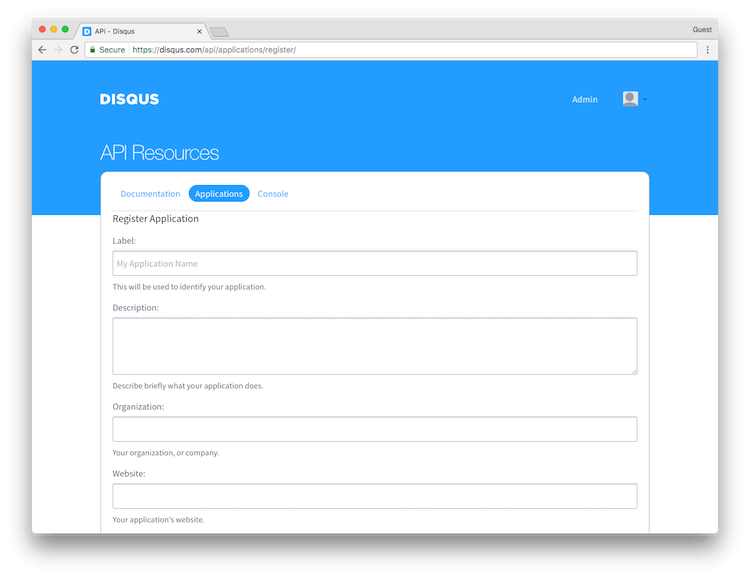 API - Disqus
Guest
Secure https://disqus.com/api/applications/register/
DISQUS
Admin
API Resources
Documentation Applications Console
Register Application
Label:
My Application Name
This will be used to identify your application.
Description:
Describe briefly what your application does.
Organization:
Your organization, or company.
Website:
Your application's website.